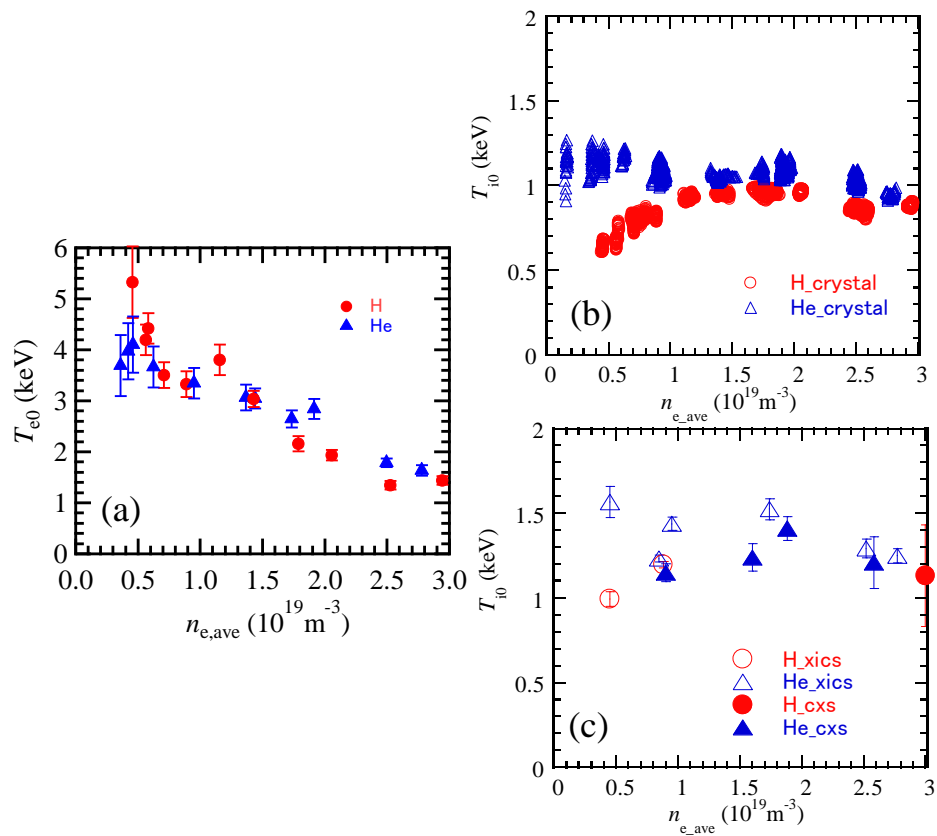 6
5
4
3
2
1
0
T_e0 (keV)
H
He
(a)
0.0 0.5 1.0 1.5 2.0 2.5 3.0
n_e,ave (10^19 m^-3)
2
1.5
1
0.5
0
T_i0 (keV)
H_crystal
He_crystal
(b)
0 0.5 1 1.5 2 2.5 3
n_e_ave (10^19 m^-3)
2
1.5
1
0.5
0
T_i0 (keV)
H_xics
He_xics
H_cxs
He_cxs
(c)
0 0.5 1 1.5 2 2.5 3
n_e_ave (10^19 m^-3)